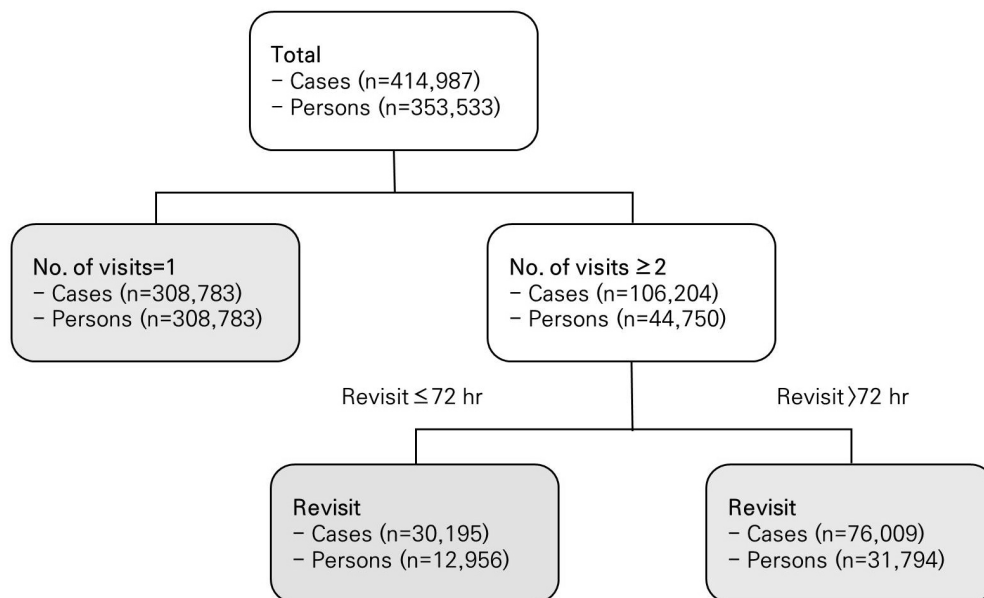 Total
− Cases (n=414,987)
− Persons (n=353,533)
No. of visits=1
− Cases (n=308,783)
− Persons (n=308,783)
No. of visits ≥2
− Cases (n=106,204)
− Persons (n=44,750)
Revisit ≤72 hr
Revisit 〉72 hr
Revisit
− Cases (n=30,195)
− Persons (n=12,956)
Revisit
− Cases (n=76,009)
− Persons (n=31,794)